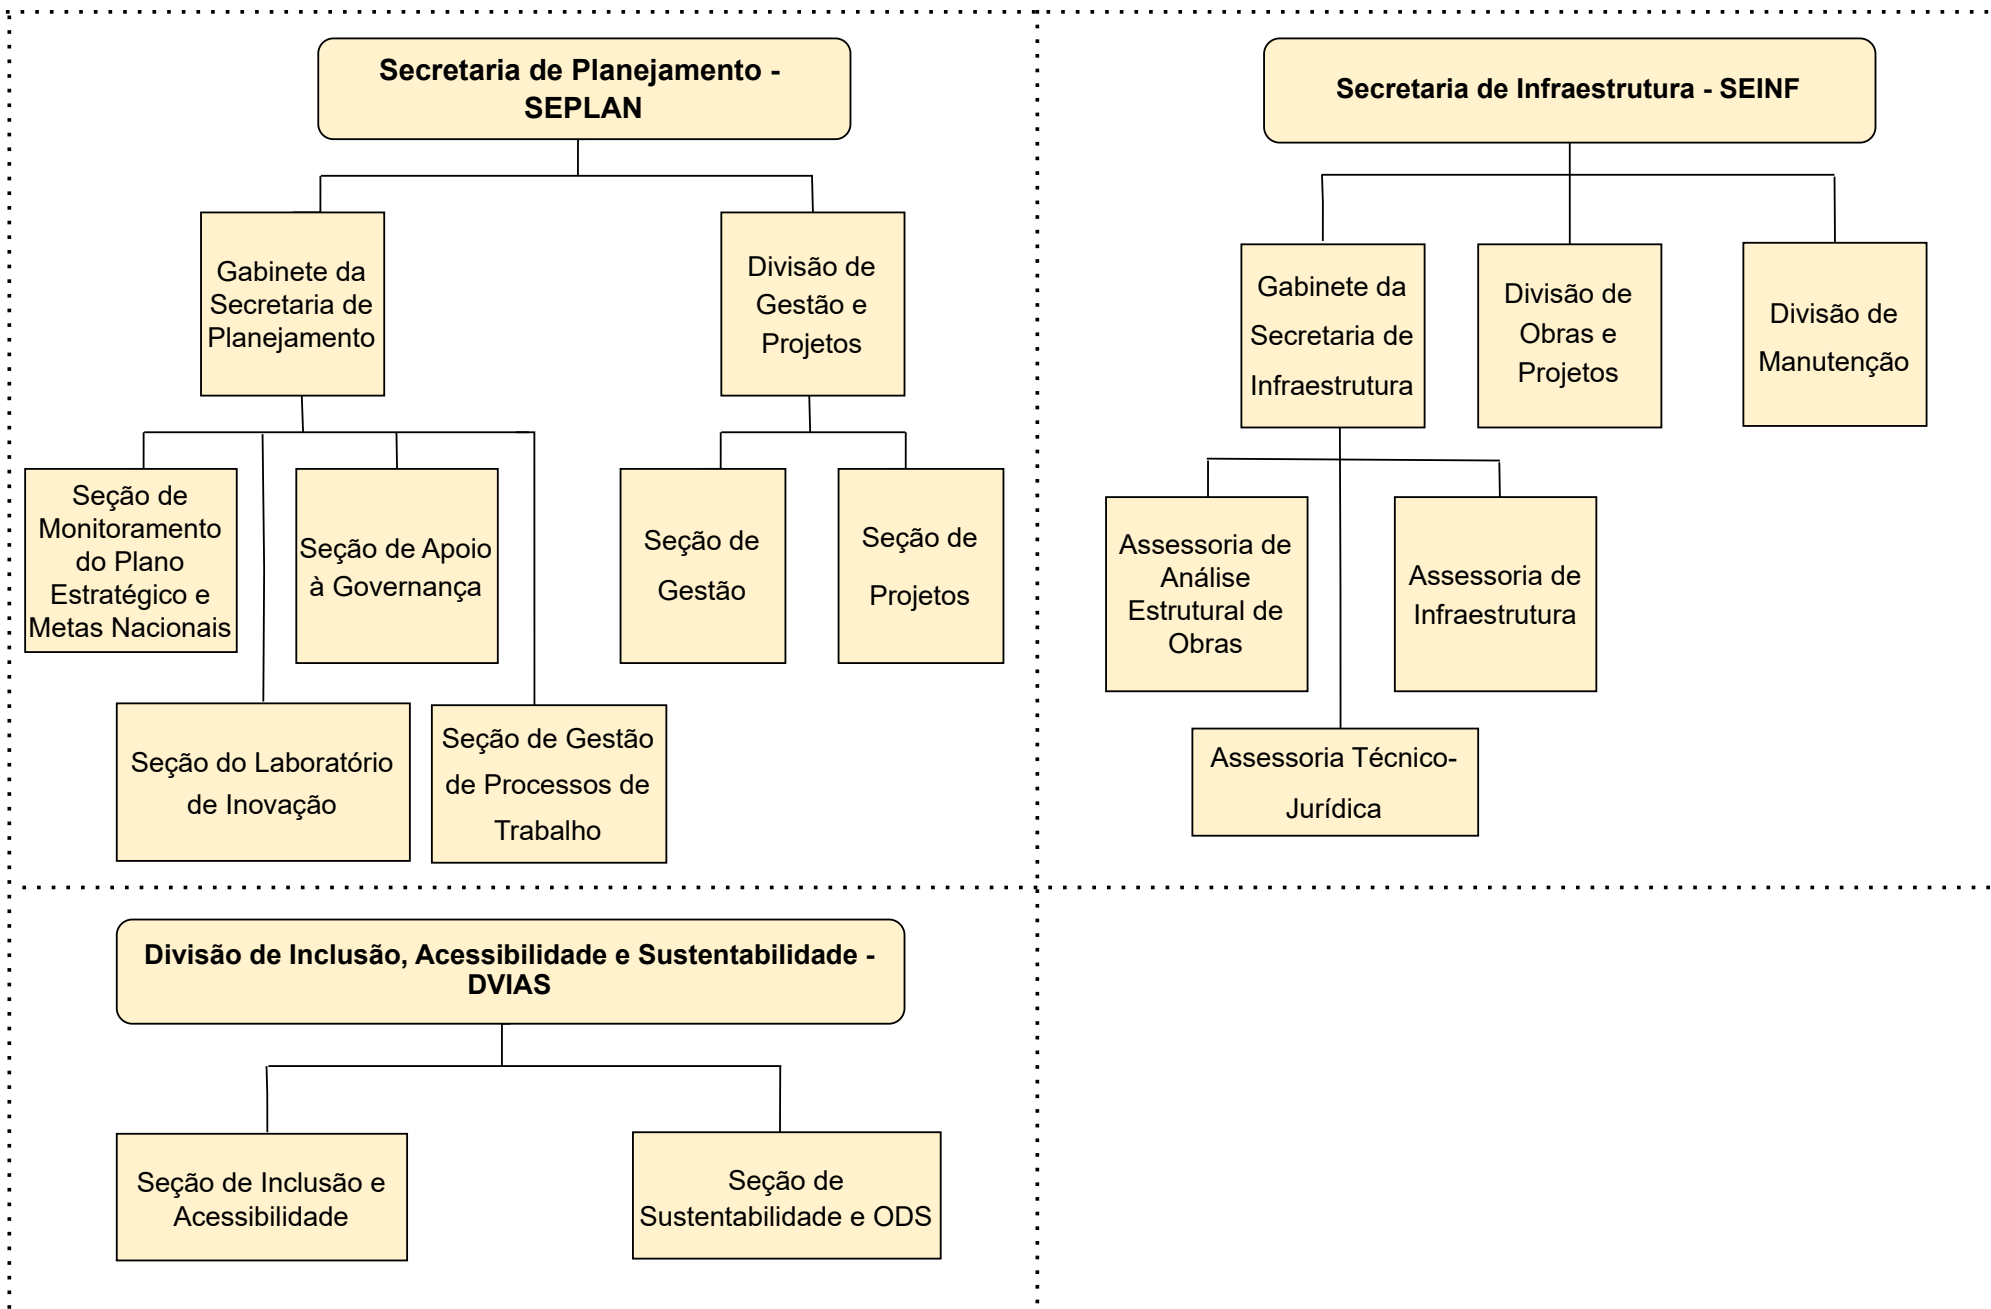 Secretaria de Planejamento -
SEPLAN
Gabinete da
Secretaria de
Planejamento
Divisão de
Gestão e
Projetos
Seção de
Monitoramento
do Plano
Estratégico e
Metas Nacionais
Seção de Apoio
à Governança
Seção de
Gestão
Seção de
Projetos
Seção do Laboratório
de Inovação
Seção de Gestão
de Processos de
Trabalho
Secretaria de Infraestrutura - SEINF
Gabinete da
Secretaria de
Infraestrutura
Divisão de
Obras e
Projetos
Divisão de
Manutenção
Assessoria de
Análise
Estrutural de
Obras
Assessoria de
Infraestrutura
Assessoria Técnico-
Jurídica
Divisão de Inclusão, Acessibilidade e Sustentabilidade -
DVIAS
Seção de Inclusão e
Acessibilidade
Seção de
Sustentabilidade e ODS